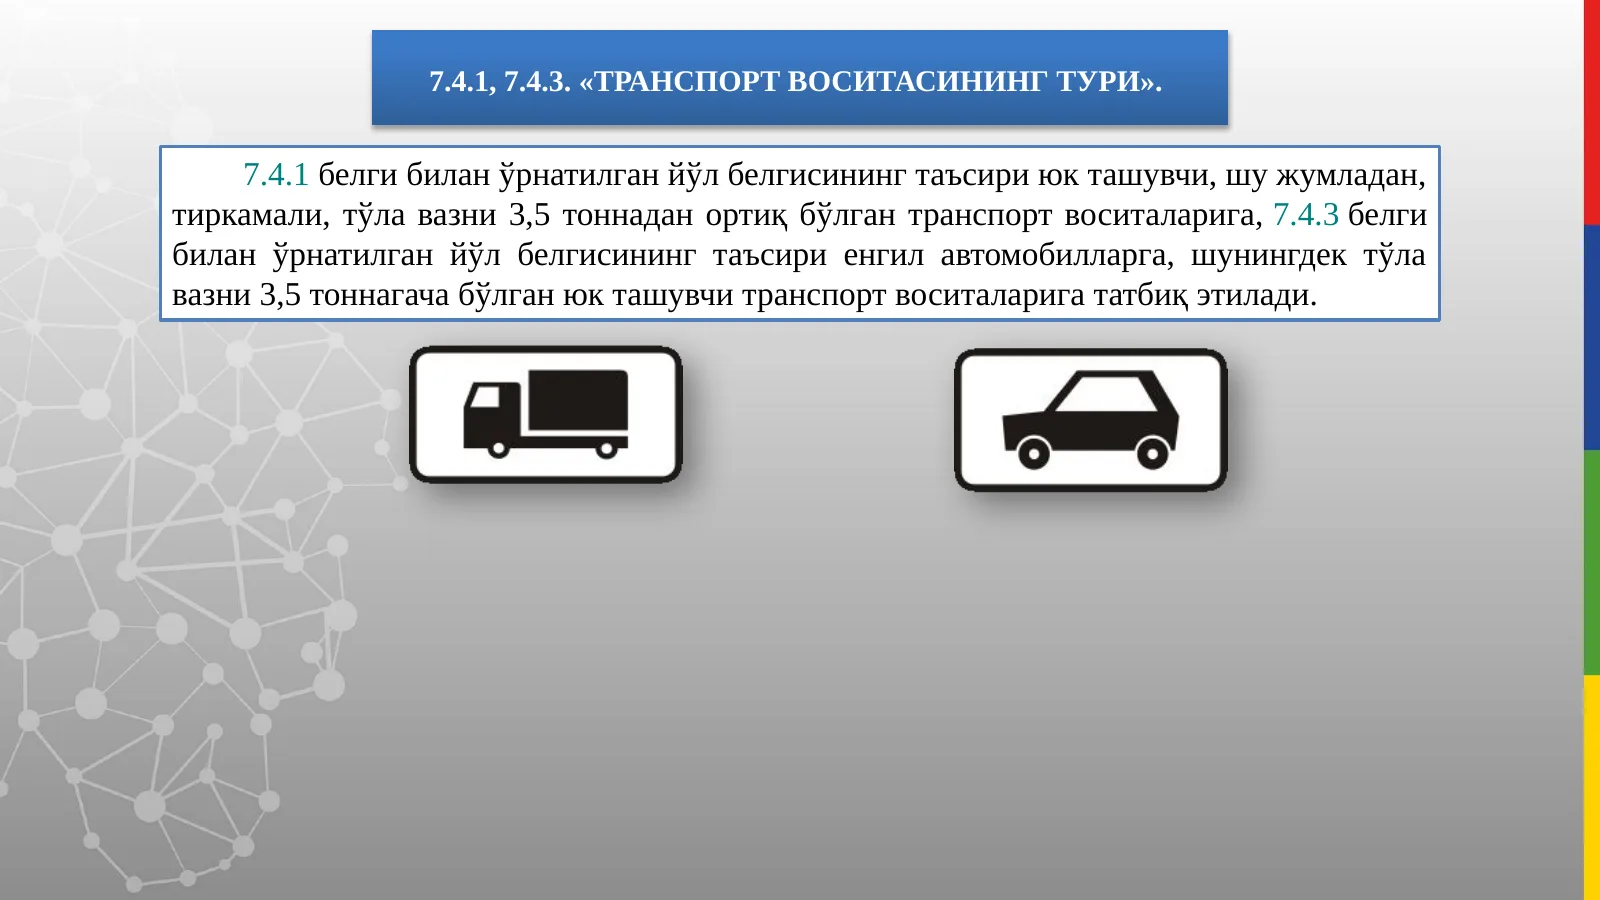 7.4.1, 7.4.3. «ТРАНСПОРТ ВОСИТАСИНИНГ ТУРИ».
7.4.1 белги билан ўрнатилган йўл белгисининг таъсири юк ташувчи, шу жумладан,
тиркамали, тўла вазни 3,5 тоннадан ортиқ бўлган транспорт воситаларига, 7.4.3 белги
билан ўрнатилган йўл белгисининг таъсири енгил автомобилларга, шунингдек тўла
вазни 3,5 тоннагача бўлган юк ташувчи транспорт воситаларига татбиқ этилади.